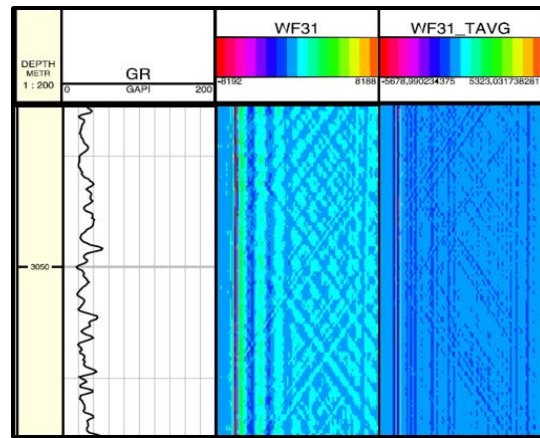 WF31
WF31_TAVG
DEPTH
METR
1 : 200
GR
0 GAPI 200
-8192 8188
-5678,990234375 5323,031738281
3050